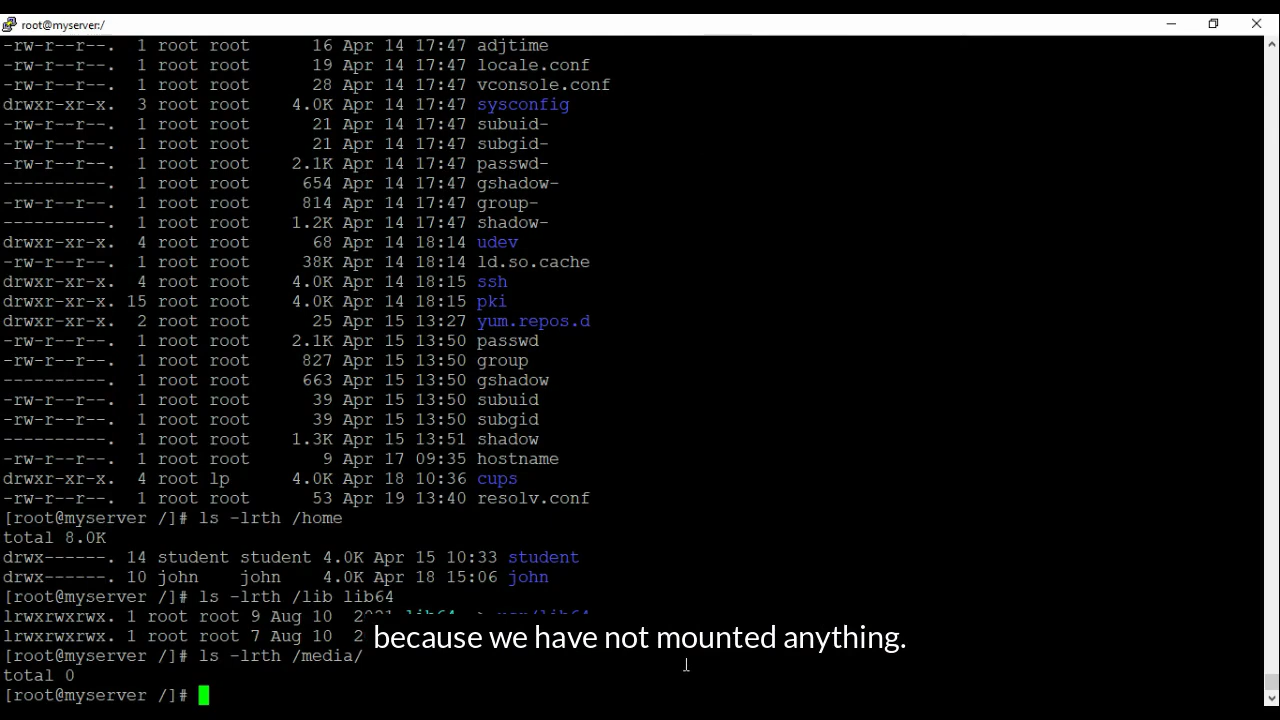 root@myserver:/
-rw-r--r--. 1 root root 16 Apr 14 17:47 adjtime
-rw-r--r--. 1 root root 19 Apr 14 17:47 locale.conf
-rw-r--r--. 1 root root 28 Apr 14 17:47 vconsole.conf
drwxr-xr-x. 3 root root 4.0K Apr 14 17:47 sysconfig
-rw-r--r--. 1 root root 21 Apr 14 17:47 subuid-
-rw-r--r--. 1 root root 21 Apr 14 17:47 subgid-
-rw-r--r--. 1 root root 2.1K Apr 14 17:47 passwd-
----------. 1 root root 654 Apr 14 17:47 gshadow-
-rw-r--r--. 1 root root 814 Apr 14 17:47 group-
----------. 1 root root 1.2K Apr 14 17:47 shadow-
drwxr-xr-x. 4 root root 68 Apr 14 18:14 udev
-rw-r--r--. 1 root root 38K Apr 14 18:14 ld.so.cache
drwxr-xr-x. 4 root root 4.0K Apr 14 18:15 ssh
drwxr-xr-x. 15 root root 4.0K Apr 14 18:15 pki
drwxr-xr-x. 2 root root 25 Apr 15 13:27 yum.repos.d
-rw-r--r--. 1 root root 2.1K Apr 15 13:50 passwd
-rw-r--r--. 1 root root 827 Apr 15 13:50 group
----------. 1 root root 663 Apr 15 13:50 gshadow
-rw-r--r--. 1 root root 39 Apr 15 13:50 subuid
-rw-r--r--. 1 root root 39 Apr 15 13:50 subgid
----------. 1 root root 1.3K Apr 15 13:51 shadow
-rw-r--r--. 1 root root 9 Apr 17 09:35 hostname
drwxr-xr-x. 4 root lp 4.0K Apr 18 10:36 cups
-rw-r--r--. 1 root root 53 Apr 19 13:40 resolv.conf
[root@myserver /]# ls -lrth /home
total 8.0K
drwx------. 14 student student 4.0K Apr 15 10:33 student
drwx------. 10 john john 4.0K Apr 18 15:06 john
[root@myserver /]# ls -lrth /lib lib64
lrwxrwxrwx. 1 root root 9 Aug 10 2021 lib64 -> usr/lib64
lrwxrwxrwx. 1 root root 7 Aug 10
because we have not mounted anything.
[root@myserver /]# ls -lrth /media/
total 0
[root@myserver /]#